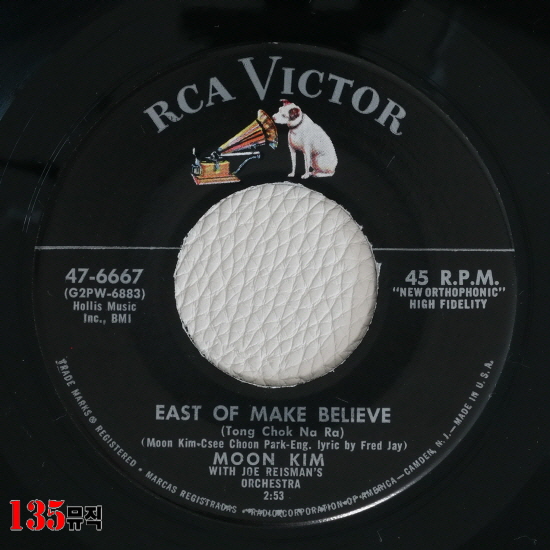 RCA VICTOR
47-6667
(G2PW-6883)
Hollis Music
Inc., BMI
45 R.P.M.
"NEW ORTHOPHONIC"
HIGH FIDELITY
EAST OF MAKE BELIEVE
(Tong Chok Na Ra)
(Moon Kim-Csee Choon Park-Eng. lyric by Fred Jay)
MOON KIM
WITH JOE REISMAN'S
ORCHESTRA
2:53
TRADE MARKS ® REGISTERED • MARCAS REGISTRADAS • RADIO CORPORATION OF AMERICA—CAMDEN, N.J.—MADE IN U.S.A.
135뮤직